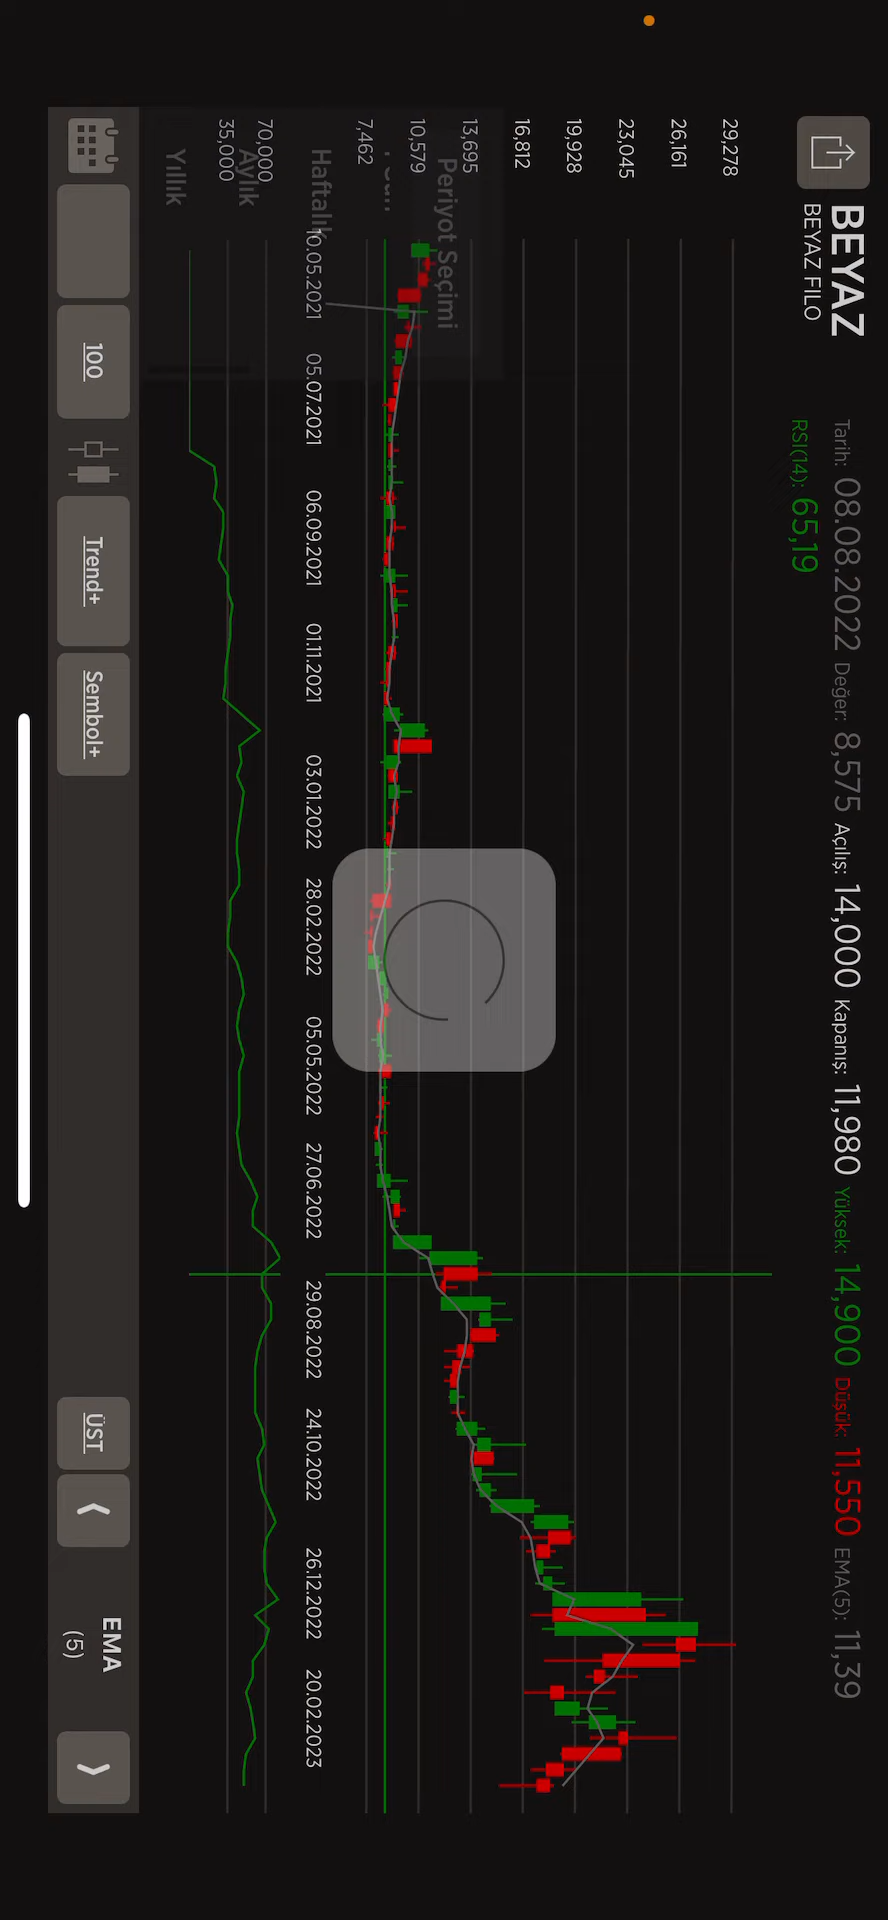 BEYAZ
BEYAZ FILO
Tarih: 08.08.2022 Değer: 8,575 Açılış: 14,000 Kapanış: 11,980 Yüksek: 14,900 Düşük: 11,550 EMA(5): 11,39
RSI(14): 65,19
29,278
26,161
23,045
19,928
16,812
13,695
10,579
7,462
Periyot Seçimi
Haftalık
Aylık
Yıllık
10.05.2021 05.07.2021 06.09.2021 01.11.2021 03.01.2022 28.02.2022 05.05.2022 27.06.2022 29.08.2022 24.10.2022 26.12.2022 20.02.2023
70,000
35,000
100 Trend+ Sembol+ ÜST EMA
(5)